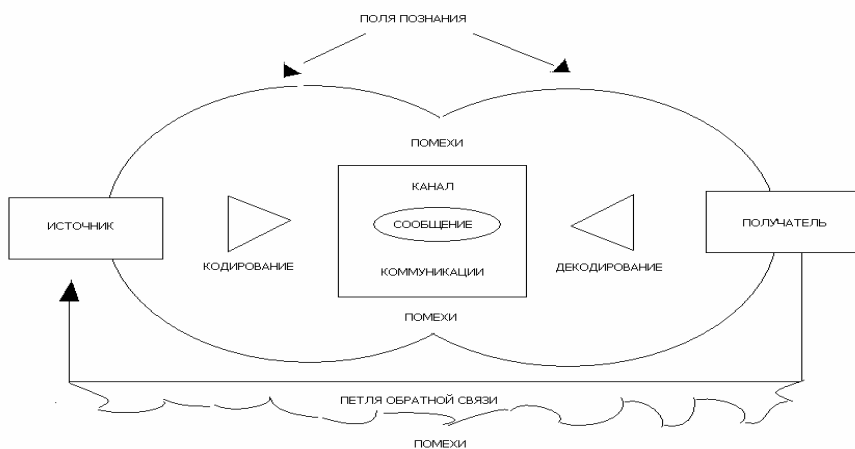 ПОЛЯ ПОЗНАНИЯ
ПОМЕХИ
КАНАЛ
ИСТОЧНИК
СООБЩЕНИЕ
ПОЛУЧАТЕЛЬ
КОДИРОВАНИЕ
КОММУНИКАЦИИ
ДЕКОДИРОВАНИЕ
ПОМЕХИ
ПЕТЛЯ ОБРАТНОЙ СВЯЗИ
ПОМЕХИ